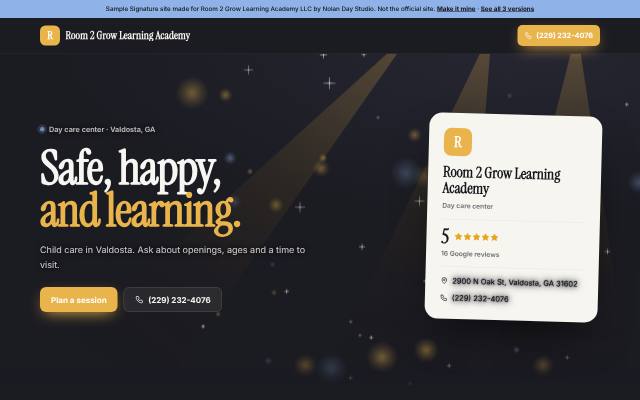 Sample Signature site made for Room 2 Grow Learning Academy LLC by Nolan Day Studio. Not the official site. Make it mine · See all 3 versions
R Room 2 Grow Learning Academy
(229) 232-4076
Day care center · Valdosta, GA
Safe, happy,
and learning.
Child care in Valdosta. Ask about openings, ages and a time to
visit.
Plan a session
(229) 232-4076
R
Room 2 Grow Learning
Academy
Day care center
5
16 Google reviews
2900 N Oak St, Valdosta, GA 31602
(229) 232-4076